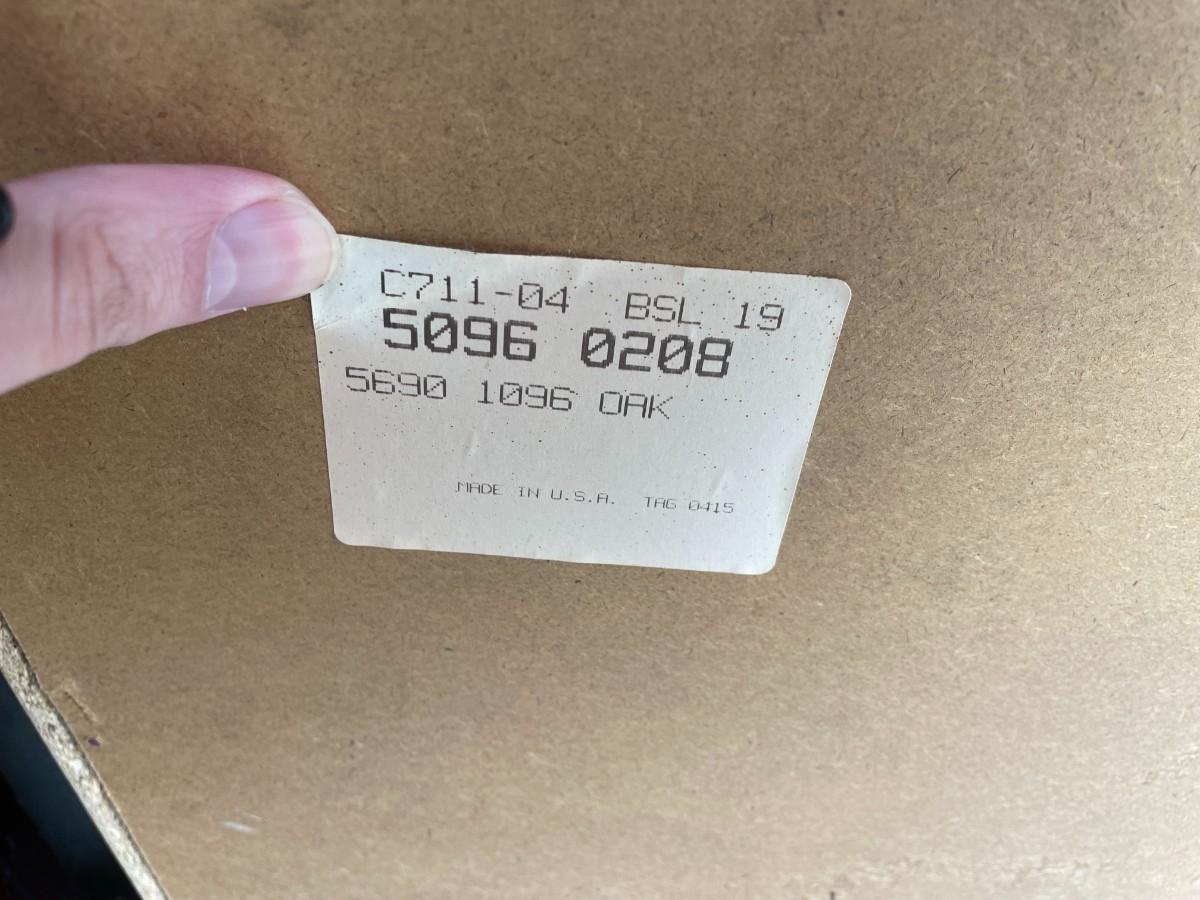 C711-04 BSL 19
5096 0208
5690 1096 OAK
MADE IN U.S.A. TAG 0415